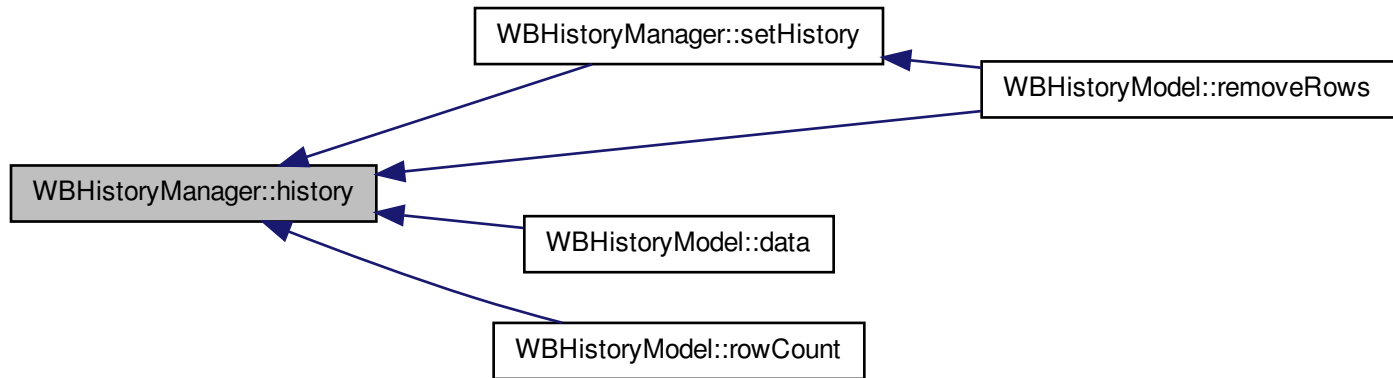 WBHistoryManager::setHistory
WBHistoryModel::removeRows
WBHistoryManager::history
WBHistoryModel::data
WBHistoryModel::rowCount